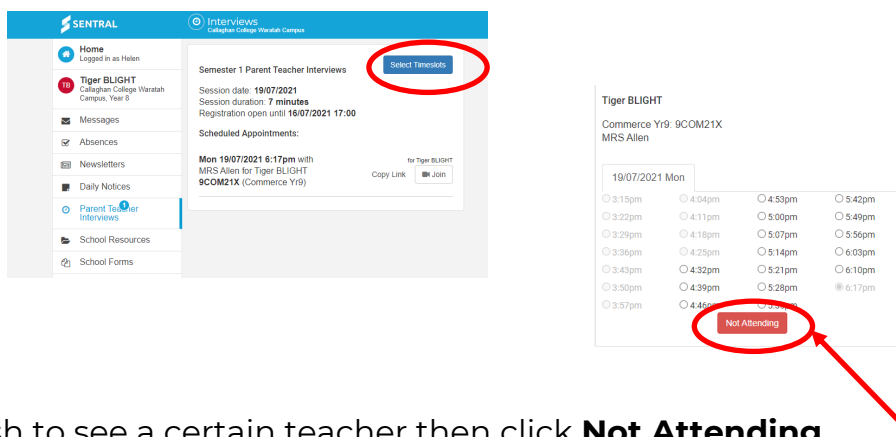 SENTRAL
Interviews
Callaghan College Waratah Campus
Home
Logged in as Helen
TB
Tiger BLIGHT
Callaghan College Waratah
Campus, Year 8
Messages
Absences
Newsletters
Daily Notices
Parent Teacher
Interviews
1
School Resources
School Forms
Semester 1 Parent Teacher Interviews
Select Timeslots
Session date: 19/07/2021
Session duration: 7 minutes
Registration open until 16/07/2021 17:00
Scheduled Appointments:
Mon 19/07/2021 6:17pm with
MRS Allen for Tiger BLIGHT
9COM21X (Commerce Yr9)
for Tiger BLIGHT
Copy Link Join
Tiger BLIGHT
Commerce Yr9: 9COM21X
MRS Allen
19/07/2021 Mon
3:15pm 4:04pm 4:53pm 5:42pm
3:22pm 4:11pm 5:00pm 5:49pm
3:29pm 4:18pm 5:07pm 5:56pm
3:36pm 4:25pm 5:14pm 6:03pm
3:43pm 4:32pm 5:21pm 6:10pm
3:50pm 4:39pm 5:28pm 6:17pm
3:57pm 4:46pm
Not Attending
to see a certain teacher then click Not Attending